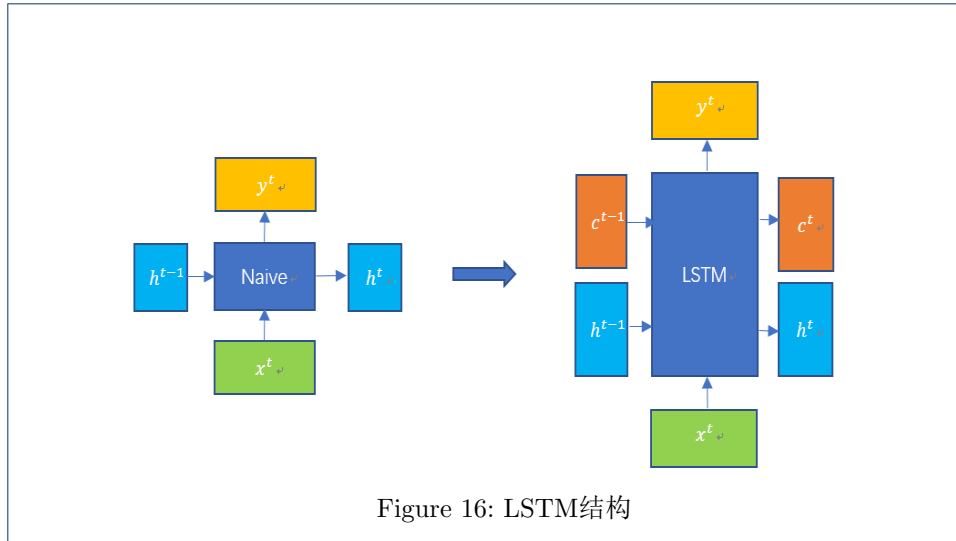 y^t
h^{t-1}
Naive
h^t
x^t
y^t
c^{t-1}
c^t
LSTM
h^{t-1}
h^t
x^t
Figure 16: LSTM结构